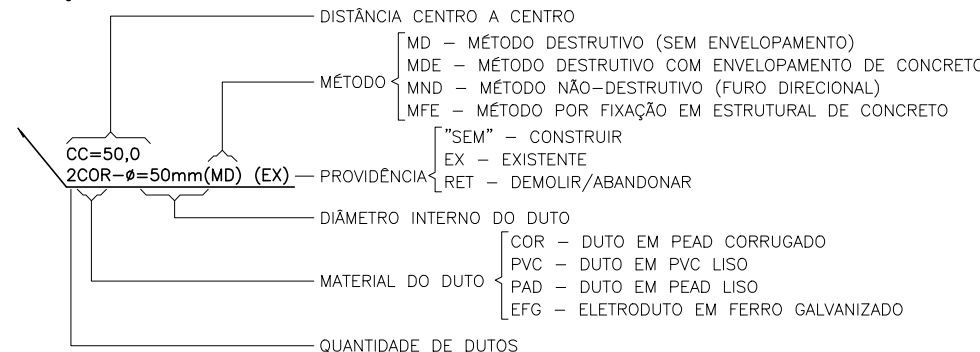 DISTÂNCIA CENTRO A CENTRO
MÉTODO
MD – MÉTODO DESTRUTIVO (SEM ENVELOPAMENTO)
MDE – MÉTODO DESTRUTIVO COM ENVELOPAMENTO DE CONCRETO
MND – MÉTODO NÃO-DESTRUTIVO (FURO DIRECIONAL)
MFE – MÉTODO POR FIXAÇÃO EM ESTRUTURAL DE CONCRETO
CC=50,0
2COR-ø=50mm(MD) (EX)
PROVIDÊNCIA
"SEM" – CONSTRUIR
EX – EXISTENTE
RET – DEMOLIR/ABANDONAR
DIÂMETRO INTERNO DO DUTO
MATERIAL DO DUTO
COR – DUTO EM PEAD CORRUGADO
PVC – DUTO EM PVC LISO
PAD – DUTO EM PEAD LISO
EFG – ELETRODUTO EM FERRO GALVANIZADO
QUANTIDADE DE DUTOS